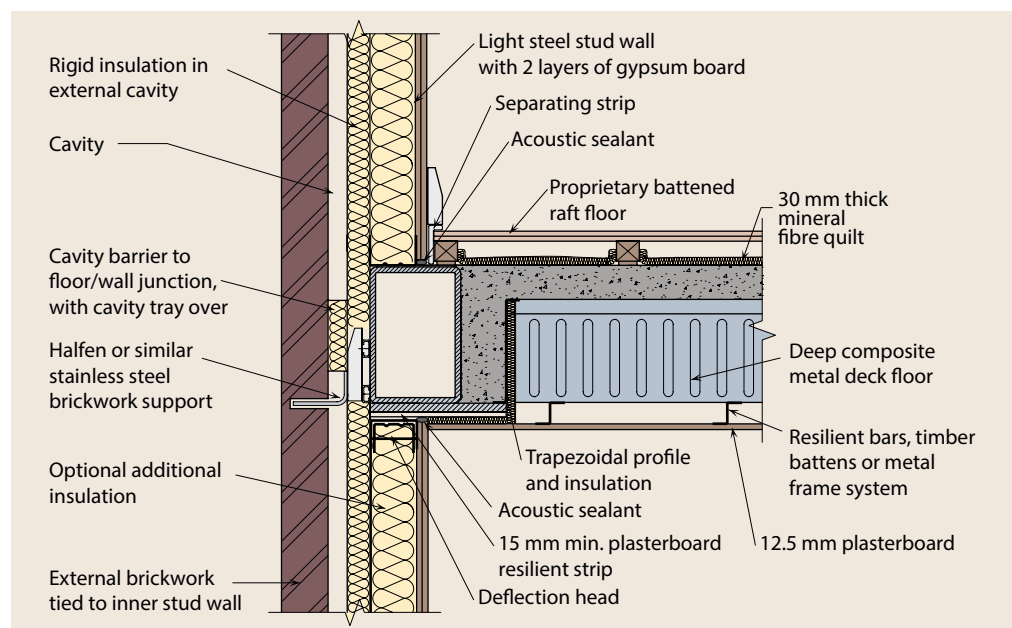 Rigid insulation in
external cavity
Cavity
Cavity barrier to
floor/wall junction,
with cavity tray over
Halfen or similar
stainless steel
brickwork support
Optional additional
insulation
External brickwork
tied to inner stud wall
Light steel stud wall
with 2 layers of gypsum board
Separating strip
Acoustic sealant
Proprietary battened
raft floor
30 mm thick
mineral
fibre quilt
Deep composite
metal deck floor
Resilient bars, timber
battens or metal
frame system
Trapezoidal profile
and insulation
Acoustic sealant
15 mm min. plasterboard
resilient strip
12.5 mm plasterboard
Deflection head